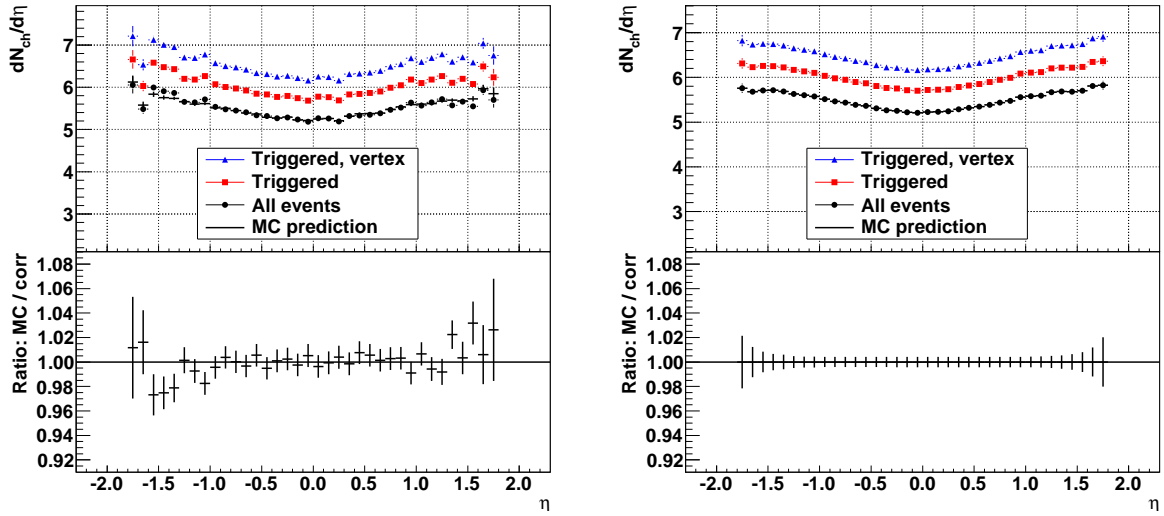 dN_ch/dη
7
6
5
4
3
Triggered, vertex
Triggered
All events
MC prediction
Ratio: MC / corr
1.08
1.06
1.04
1.02
1.00
0.98
0.96
0.94
0.92
-2.0 -1.5 -1.0 -0.5 0.0 0.5 1.0 1.5 2.0
η
dN_ch/dη
7
6
5
4
3
Triggered, vertex
Triggered
All events
MC prediction
Ratio: MC / corr
1.08
1.06
1.04
1.02
1.00
0.98
0.96
0.94
0.92
-2.0 -1.5 -1.0 -0.5 0.0 0.5 1.0 1.5 2.0
η